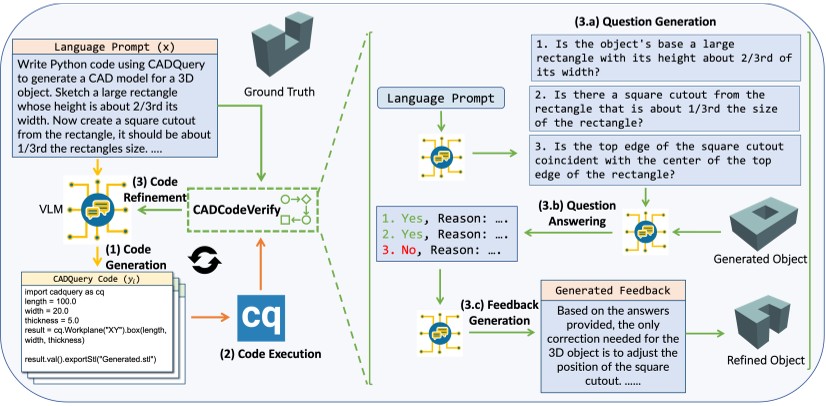 Language Prompt (x)
Write Python code using CADQuery
to generate a CAD model for a 3D
object. Sketch a large rectangle
whose height is about 2/3rd its
width. Now create a square cutout
from the rectangle, it should be about
1/3rd the rectangles size. ....
Ground Truth
VLM
(3) Code
Refinement
CADCodeVerify
(1) Code
Generation
CADQuery Code (yᵢ)
import cadquery as cq
length = 100.0
width = 20.0
thickness = 5.0
result = cq.Workplane("XY").box(length,
width, thickness)
result.val().exportStl("Generated.stl")
cq
(2) Code Execution
(3.a) Question Generation
Language Prompt
1. Is the object's base a large
rectangle with its height about 2/3rd of
its width?
2. Is there a square cutout from the
rectangle that is about 1/3rd the size
of the rectangle?
3. Is the top edge of the square cutout
coincident with the center of the top
edge of the rectangle?
(3.b) Question
Answering
1. Yes, Reason: ….
2. Yes, Reason: ….
3. No, Reason: ….
Generated Object
(3.c) Feedback
Generation
Generated Feedback
Based on the answers
provided, the only
correction needed for the
3D object is to adjust the
position of the square
cutout. ......
Refined Object